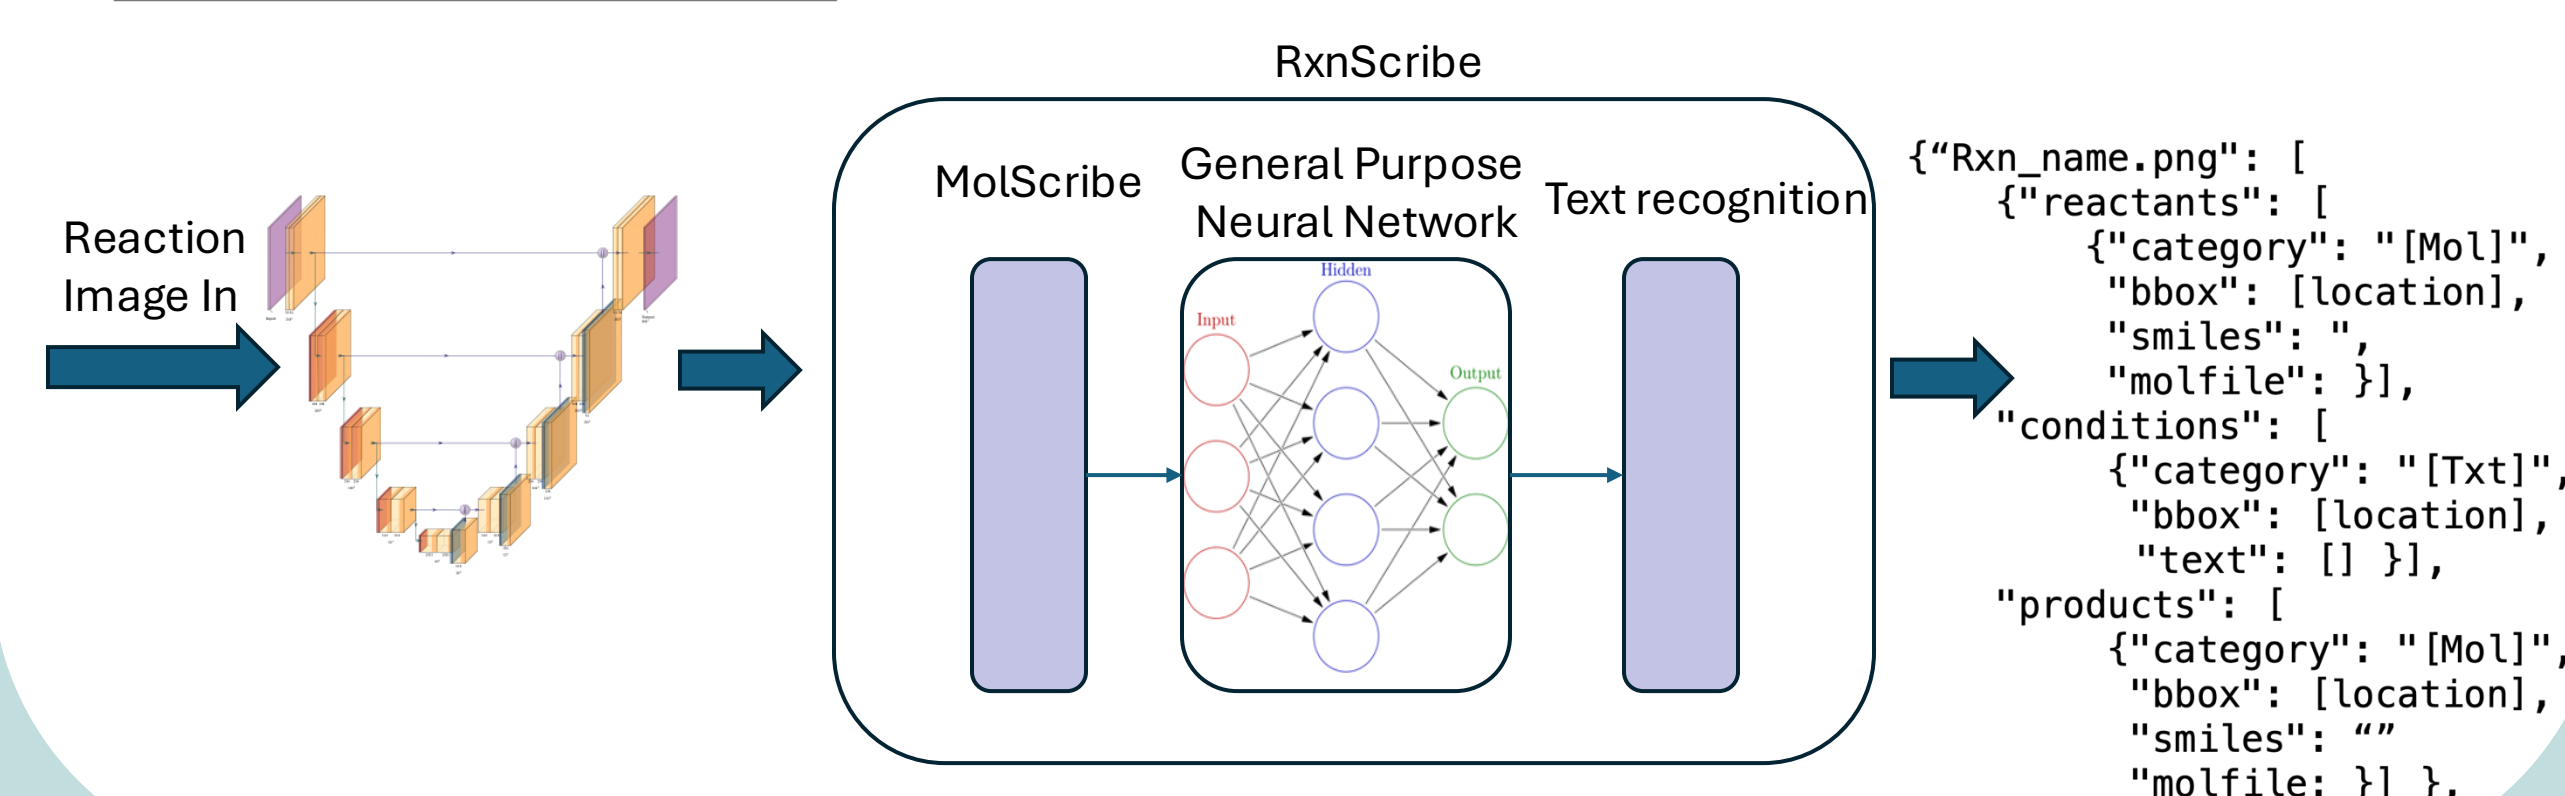 RxnScribe
Reaction
Image In
MolScribe
General Purpose
Neural Network
Text recognition
Input
Hidden
Output
{“Rxn_name.png": [
{"reactants": [
{"category": "[Mol]",
"bbox": [location],
"smiles": ",
"molfile": }],
"conditions": [
{"category": "[Txt]",
"bbox": [location],
"text": [] }],
"products": [
{"category": "[Mol]",
"bbox": [location],
"smiles": “”
"molfile: }] },